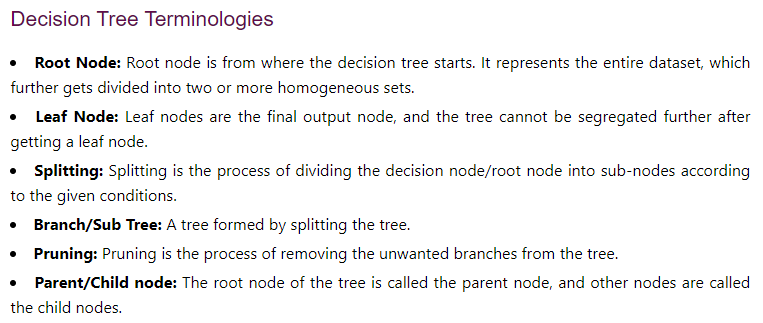 Decision Tree Terminologies
• Root Node: Root node is from where the decision tree starts. It represents the entire dataset, which
further gets divided into two or more homogeneous sets.
• Leaf Node: Leaf nodes are the final output node, and the tree cannot be segregated further after
getting a leaf node.
• Splitting: Splitting is the process of dividing the decision node/root node into sub-nodes according
to the given conditions.
• Branch/Sub Tree: A tree formed by splitting the tree.
• Pruning: Pruning is the process of removing the unwanted branches from the tree.
• Parent/Child node: The root node of the tree is called the parent node, and other nodes are called
the child nodes.